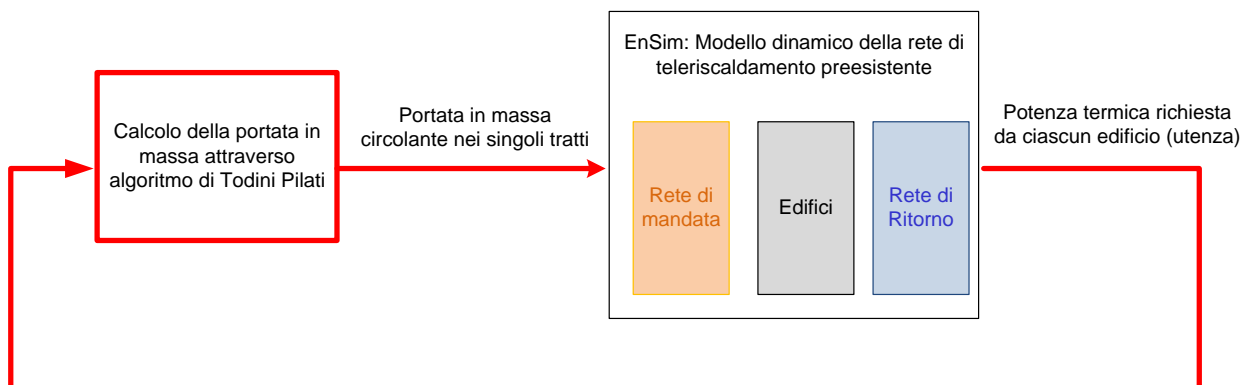 EnSim: Modello dinamico della rete di
teleriscaldamento preesistente
Calcolo della portata in
massa attraverso
algoritmo di Todini Pilati
Portata in massa
circolante nei singoli tratti
Rete di
mandata
Edifici
Rete di
Ritorno
Potenza termica richiesta
da ciascun edificio (utenza)